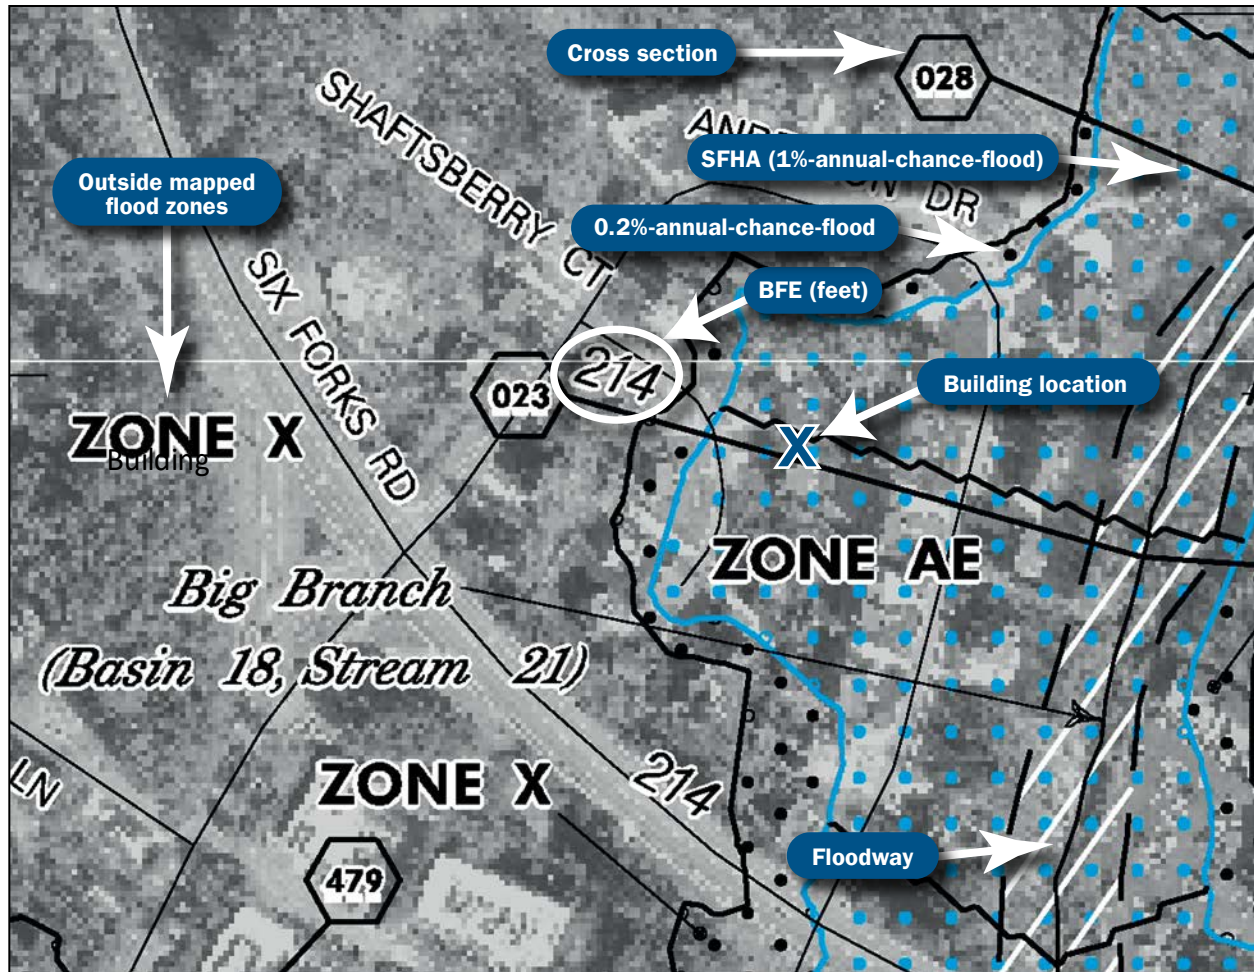 Cross section
028
SHAFTSBERRY CT
SFHA (1%-annual-chance-flood)
DR
Outside mapped
flood zones
0.2%-annual-chance-flood
SIX FORKS RD
BFE (feet)
214
023
Building location
ZONE X
Building
X
ZONE AE
Big Branch
(Basin 18, Stream 21)
LN
ZONE X
214
Floodway
479